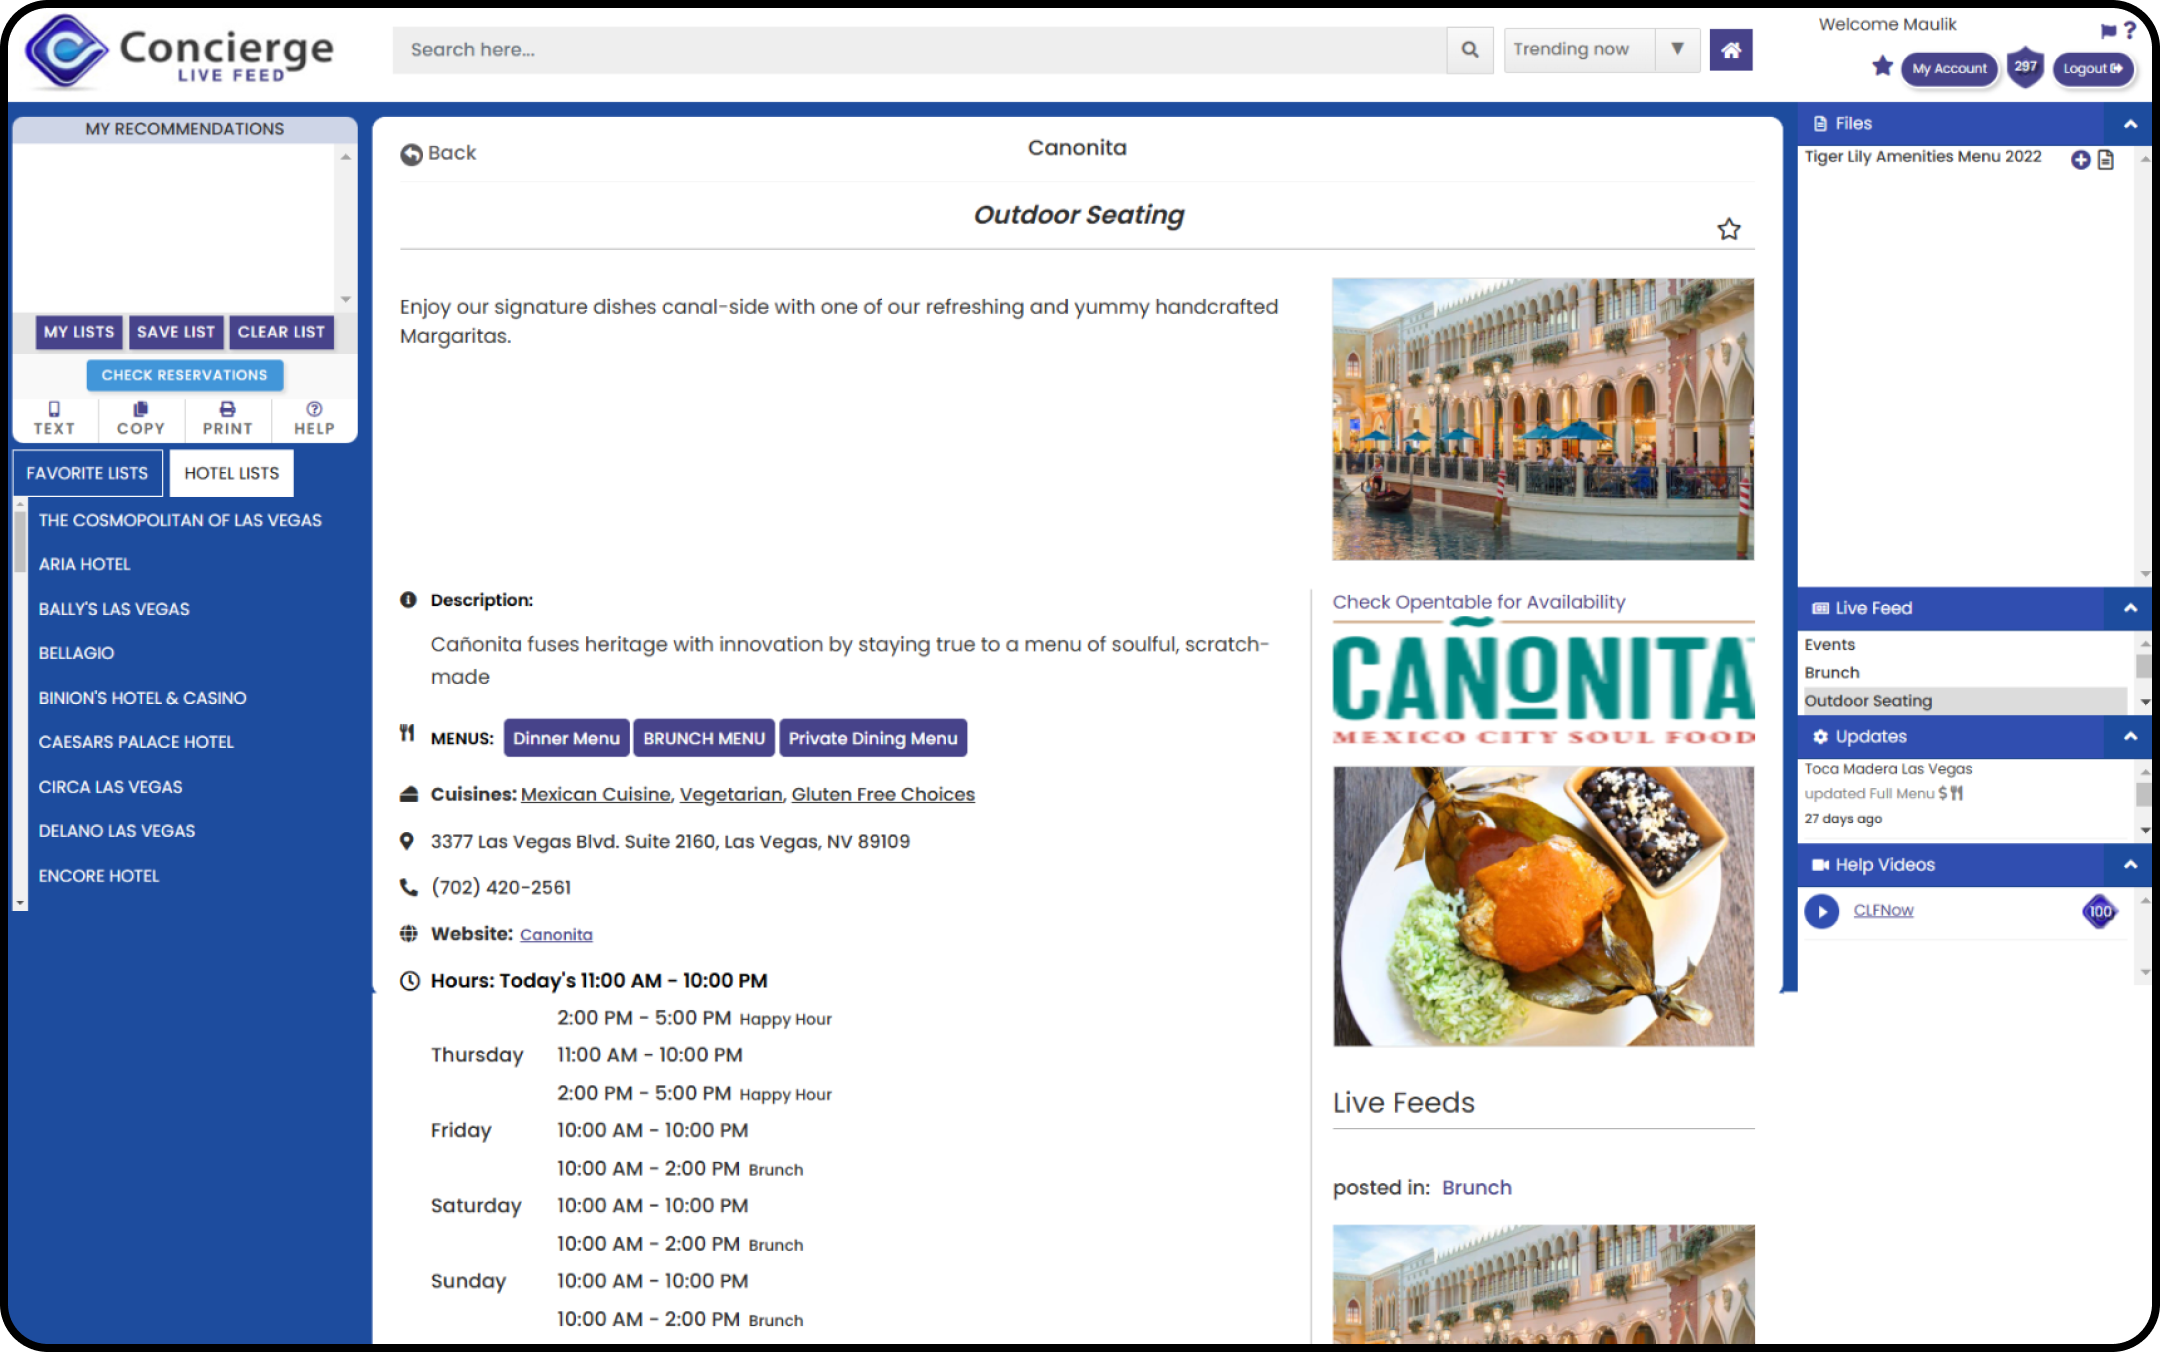 Concierge
LIVE FEED
Search here...
Trending now
Welcome Maulik
?
My Account
297
Logout
MY RECOMMENDATIONS
MY LISTS
SAVE LIST
CLEAR LIST
CHECK RESERVATIONS
TEXT
COPY
PRINT
HELP
FAVORITE LISTS
HOTEL LISTS
THE COSMOPOLITAN OF LAS VEGAS
ARIA HOTEL
BALLY'S LAS VEGAS
BELLAGIO
BINION'S HOTEL & CASINO
CAESARS PALACE HOTEL
CIRCA LAS VEGAS
DELANO LAS VEGAS
ENCORE HOTEL
Back
Canonita
Outdoor Seating
Enjoy our signature dishes canal-side with one of our refreshing and yummy handcrafted
Margaritas.
Description:
Cañonita fuses heritage with innovation by staying true to a menu of soulful, scratch-
made
MENUS: Dinner Menu BRUNCH MENU Private Dining Menu
Cuisines: Mexican Cuisine, Vegetarian, Gluten Free Choices
3377 Las Vegas Blvd. Suite 2160, Las Vegas, NV 89109
(702) 420-2561
Website: Canonita
Hours: Today's 11:00 AM - 10:00 PM
2:00 PM - 5:00 PM Happy Hour
Thursday 11:00 AM - 10:00 PM
2:00 PM - 5:00 PM Happy Hour
Friday 10:00 AM - 10:00 PM
10:00 AM - 2:00 PM Brunch
Saturday 10:00 AM - 10:00 PM
10:00 AM - 2:00 PM Brunch
Sunday 10:00 AM - 10:00 PM
10:00 AM - 2:00 PM Brunch
Check Opentable for Availability
CAÑONITA
MEXICO CITY SOUL FOOD
Live Feeds
posted in: Brunch
Files
Tiger Lily Amenities Menu 2022
Live Feed
Events
Brunch
Outdoor Seating
Updates
Toca Madera Las Vegas
updated Full Menu $
27 days ago
Help Videos
CLFNow
100